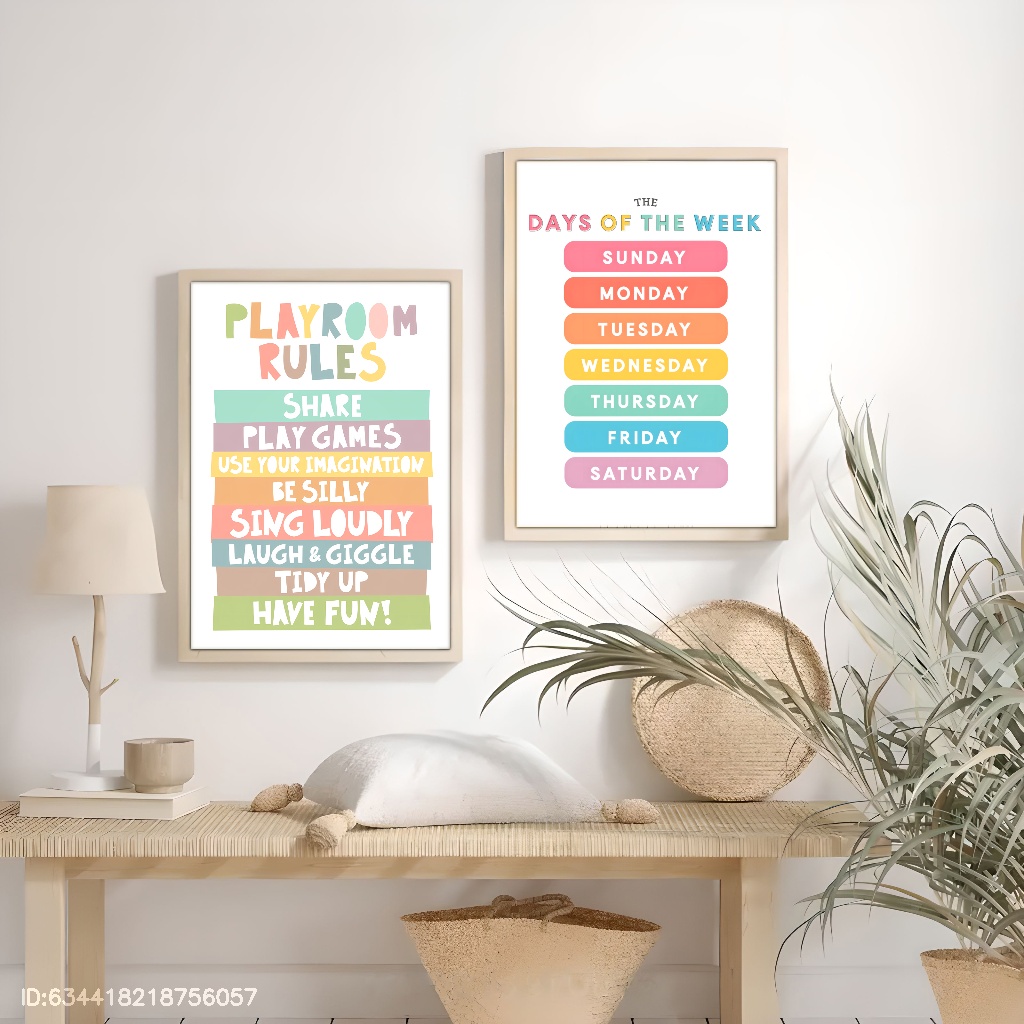 PLAYROOM
RULES
SHARE
PLAY GAMES
USE YOUR IMAGINATION
BE SILLY
SING LOUDLY
LAUGH & GIGGLE
TIDY UP
HAVE FUN!
THE
DAYS OF THE WEEK
SUNDAY
MONDAY
TUESDAY
WEDNESDAY
THURSDAY
FRIDAY
SATURDAY
ID:634418218756057